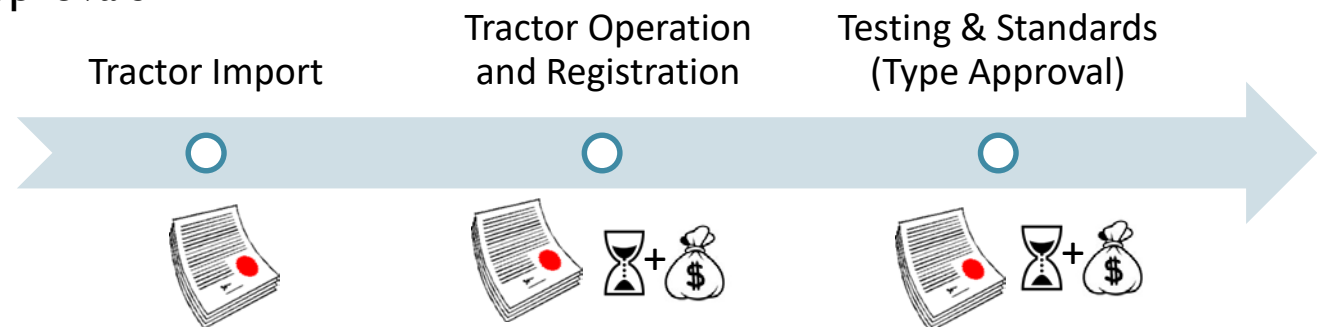 Tractor Import
Tractor Operation
and Registration
Testing & Standards
(Type Approval)
+
$
+
$